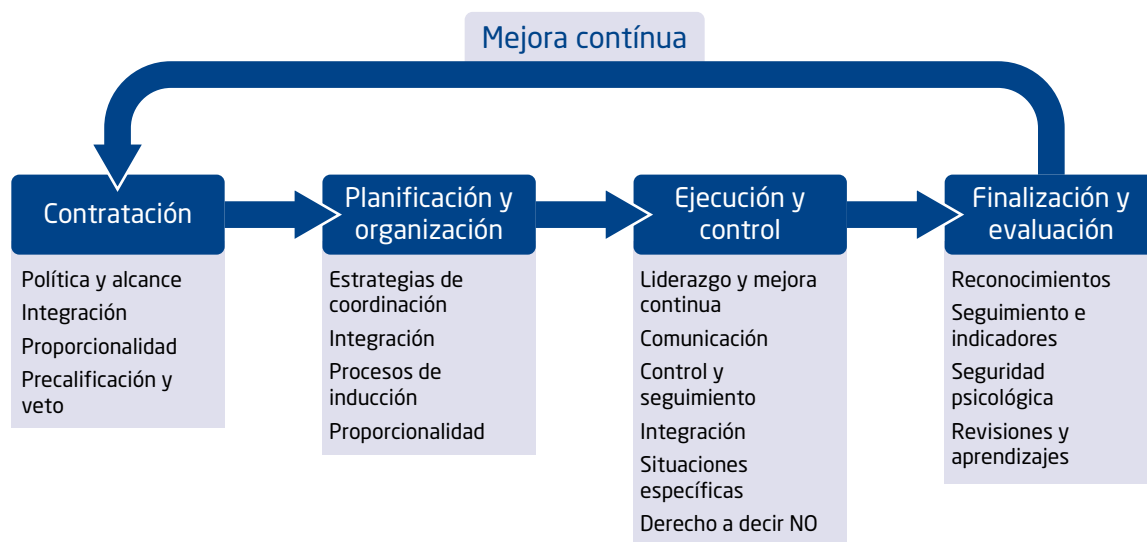 Mejora contínua
Contratación
Política y alcance
Integración
Proporcionalidad
Precalificación y
veto
Planificación y
organización
Estrategias de
coordinación
Integración
Procesos de
inducción
Proporcionalidad
Ejecución y
control
Liderazgo y mejora
continua
Comunicación
Control y
seguimiento
Integración
Situaciones
específicas
Derecho a decir NO
Finalización y
evaluación
Reconocimientos
Seguimiento e
indicadores
Seguridad
psicológica
Revisiones y
aprendizajes